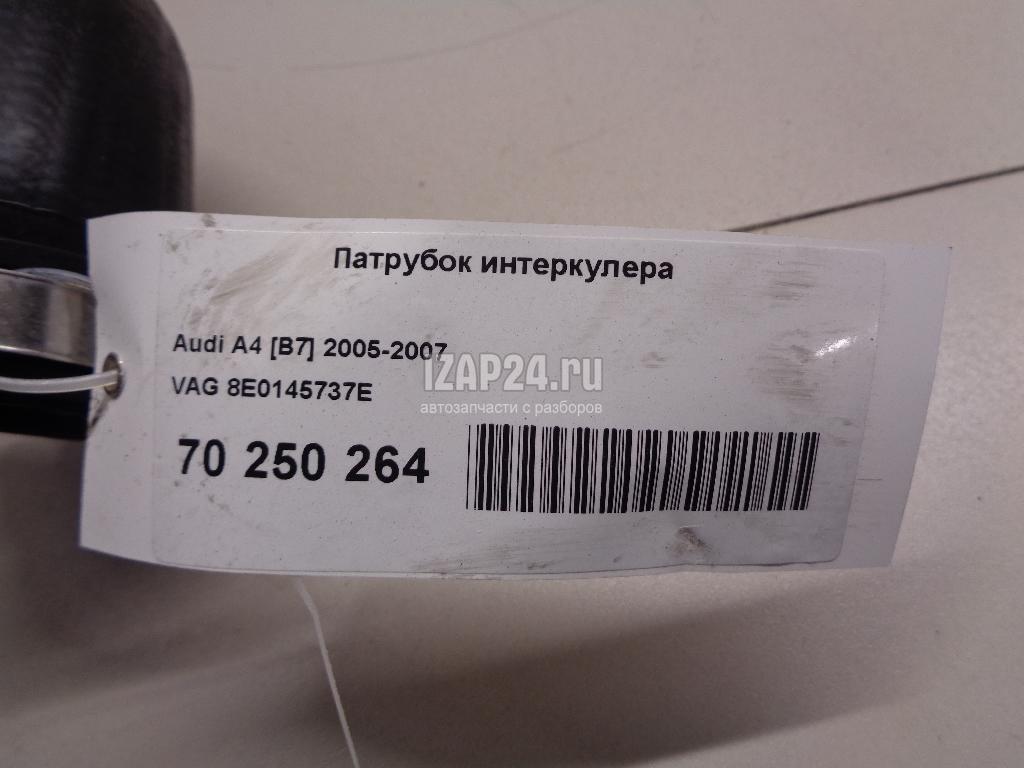 Патрубок интеркулера
Audi A4 [B7] 2005-2007
IZAP24.ru
VAG 8E0145737E
автозапчасти с разборов
70 250 264